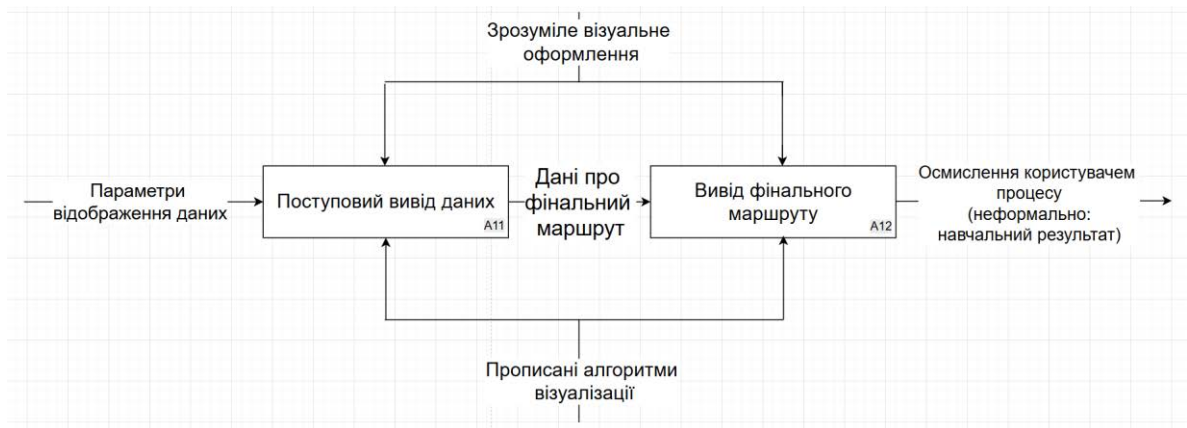 Зрозуміле візуальне
оформлення
Параметри
відображення даних
Поступовий вивід даних
A11
Дані про
фінальний
маршрут
Вивід фінального
маршруту
A12
Осмислення користувачем
процесу
(неформально:
навчальний результат)
Прописані алгоритми
візуалізації